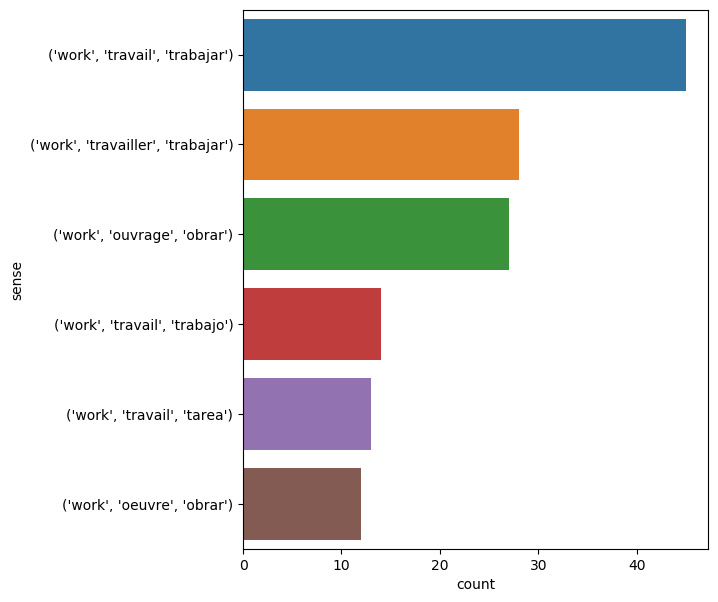 ('work', 'travail', 'trabajar')
('work', 'travailler', 'trabajar')
('work', 'ouvrage', 'obrar')
('work', 'travail', 'trabajo')
('work', 'travail', 'tarea')
('work', 'oeuvre', 'obrar')
sense
0 10 20 30 40
count